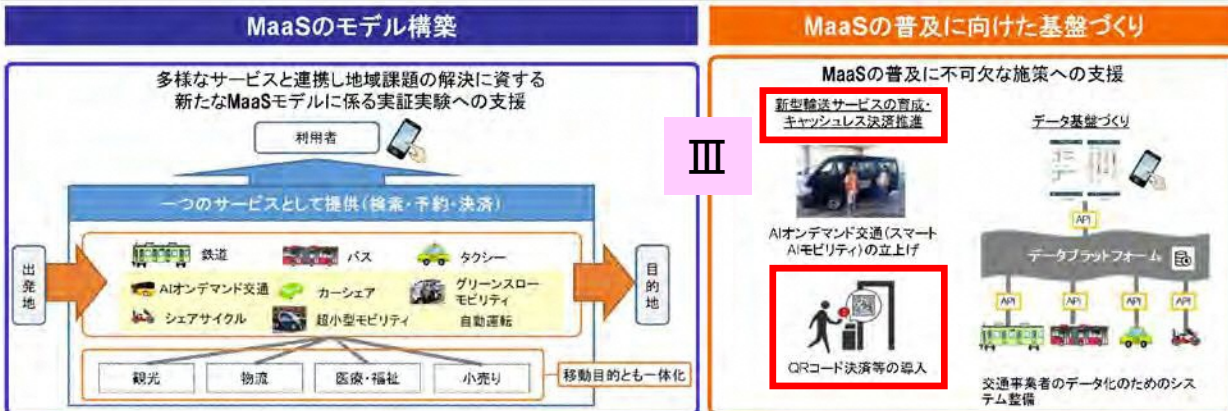 MaaSのモデル構築
多様なサービスと連携し地域課題の解決に資する
新たなMaaSモデルに係る実証実験への支援
利用者
一つのサービスとして提供(検索・予約・決済)
出発地
鉄道
バス
タクシー
AIオンデマンド交通
カーシェア
グリーンスロー
モビリティ
シェアサイクル
超小型モビリティ
自動運転
目的地
観光
物流
医療・福祉
小売り
移動目的とも一体化
Ⅲ
MaaSの普及に向けた基盤づくり
MaaSの普及に不可欠な施策への支援
新型輸送サービスの育成・
キャッシュレス決済推進
AIオンデマンド交通(スマート
AIモビリティ)の立上げ
QRコード決済等の導入
データ基盤づくり
API
データプラットフォーム
API
API
API
API
交通事業者のデータ化のためのシス
テム整備